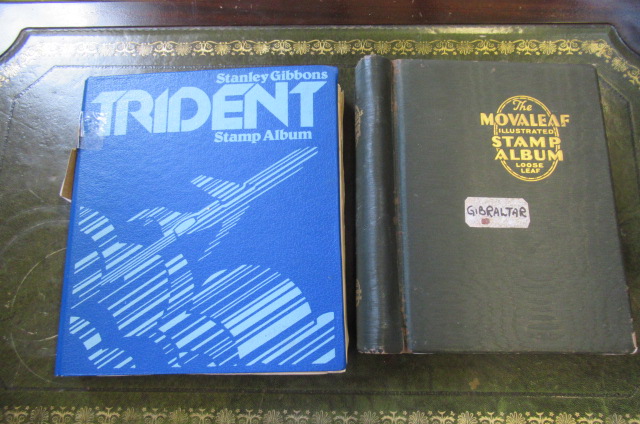 Stanley Gibbons
TRIDENT
Stamp Album
The
MOVALEAF
ILLUSTRATED
STAMP
ALBUM
LOOSE
LEAF
GIBRALTAR